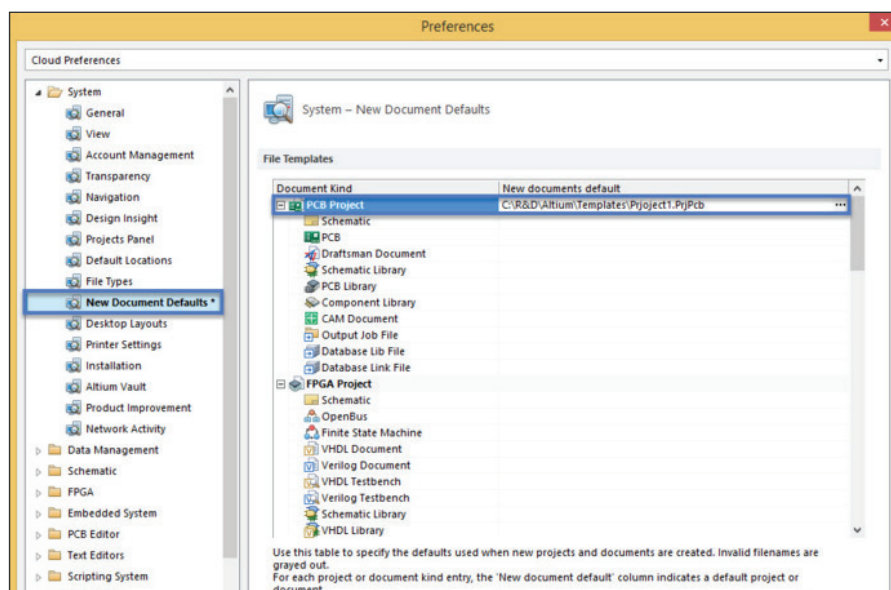 Preferences
Cloud Preferences
System
General
View
Account Management
Transparency
Navigation
Design Insight
Projects Panel
Default Locations
File Types
New Document Defaults *
Desktop Layouts
Printer Settings
Installation
Altium Vault
Product Improvement
Network Activity
Data Management
Schematic
FPGA
Embedded System
PCB Editor
Text Editors
Scripting System
System – New Document Defaults
File Templates
Document Kind New documents default
PCB Project C:\R&D\Altium\Templates\Prjoject1.PrjPcb ...
Schematic
PCB
Draftsman Document
Schematic Library
PCB Library
Component Library
CAM Document
Output Job File
Database Lib File
Database Link File
FPGA Project
Schematic
OpenBus
Finite State Machine
VHDL Document
Verilog Document
VHDL Testbench
Verilog Testbench
Schematic Library
VHDL Library
Use this table to specify the defaults used when new projects and documents are created. Invalid filenames are
grayed out.
For each project or document kind entry, the 'New document default' column indicates a default project or
document